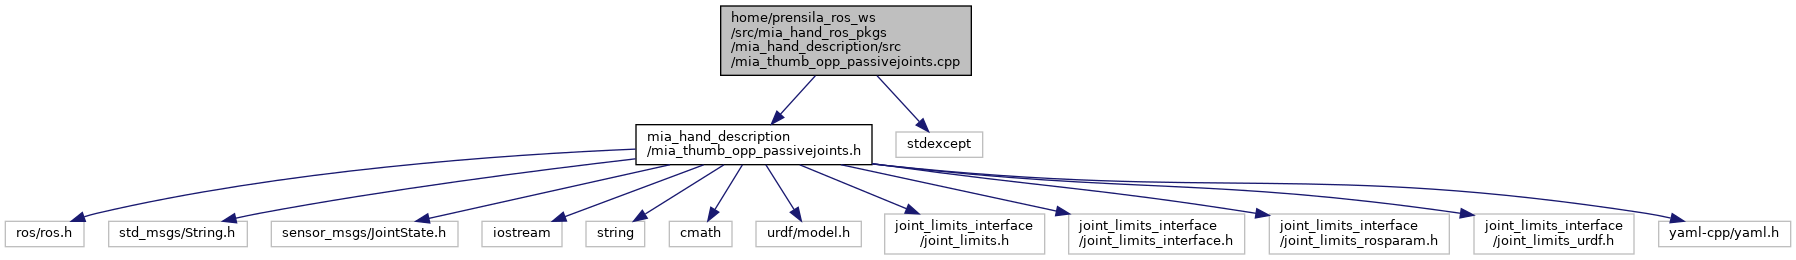 home/prensila_ros_ws
/src/mia_hand_ros_pkgs
/mia_hand_description/src
/mia_thumb_opp_passivejoints.cpp
mia_hand_description
/mia_thumb_opp_passivejoints.h
stdexcept
ros/ros.h
std_msgs/String.h
sensor_msgs/JointState.h
iostream
string
cmath
urdf/model.h
joint_limits_interface
/joint_limits.h
joint_limits_interface
/joint_limits_interface.h
joint_limits_interface
/joint_limits_rosparam.h
joint_limits_interface
/joint_limits_urdf.h
yaml-cpp/yaml.h